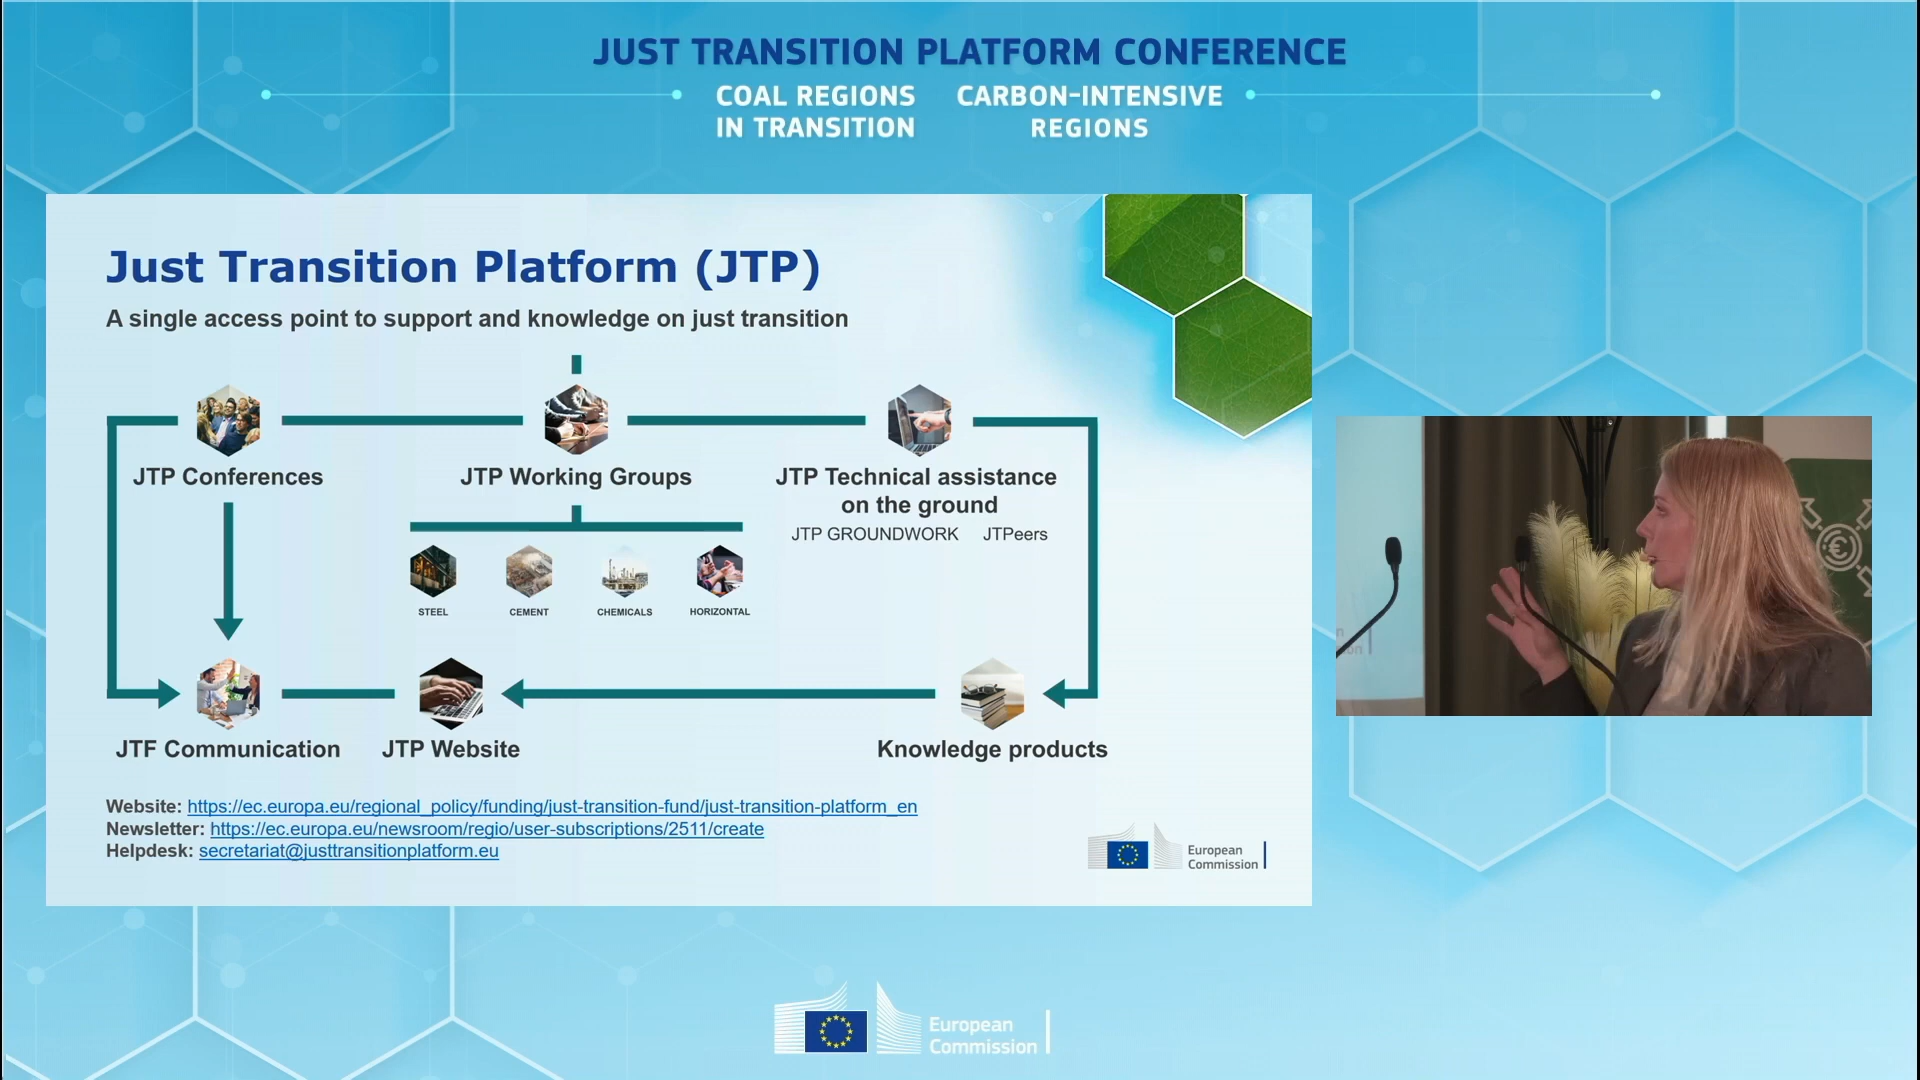 JUST TRANSITION PLATFORM CONFERENCE
COAL REGIONS
IN TRANSITION
CARBON-INTENSIVE
REGIONS
Just Transition Platform (JTP)
A single access point to support and knowledge on just transition
JTP Conferences
JTP Working Groups
JTP Technical assistance
on the ground
JTP GROUNDWORK JTPeers
STEEL
CEMENT
CHEMICALS
HORIZONTAL
JTF Communication
JTP Website
Knowledge products
Website: https://ec.europa.eu/regional_policy/funding/just-transition-fund/just-transition-platform_en
Newsletter: https://ec.europa.eu/newsroom/regio/user-subscriptions/2511/create
Helpdesk: secretariat@justtransitionplatform.eu
European
Commission
European
Commission